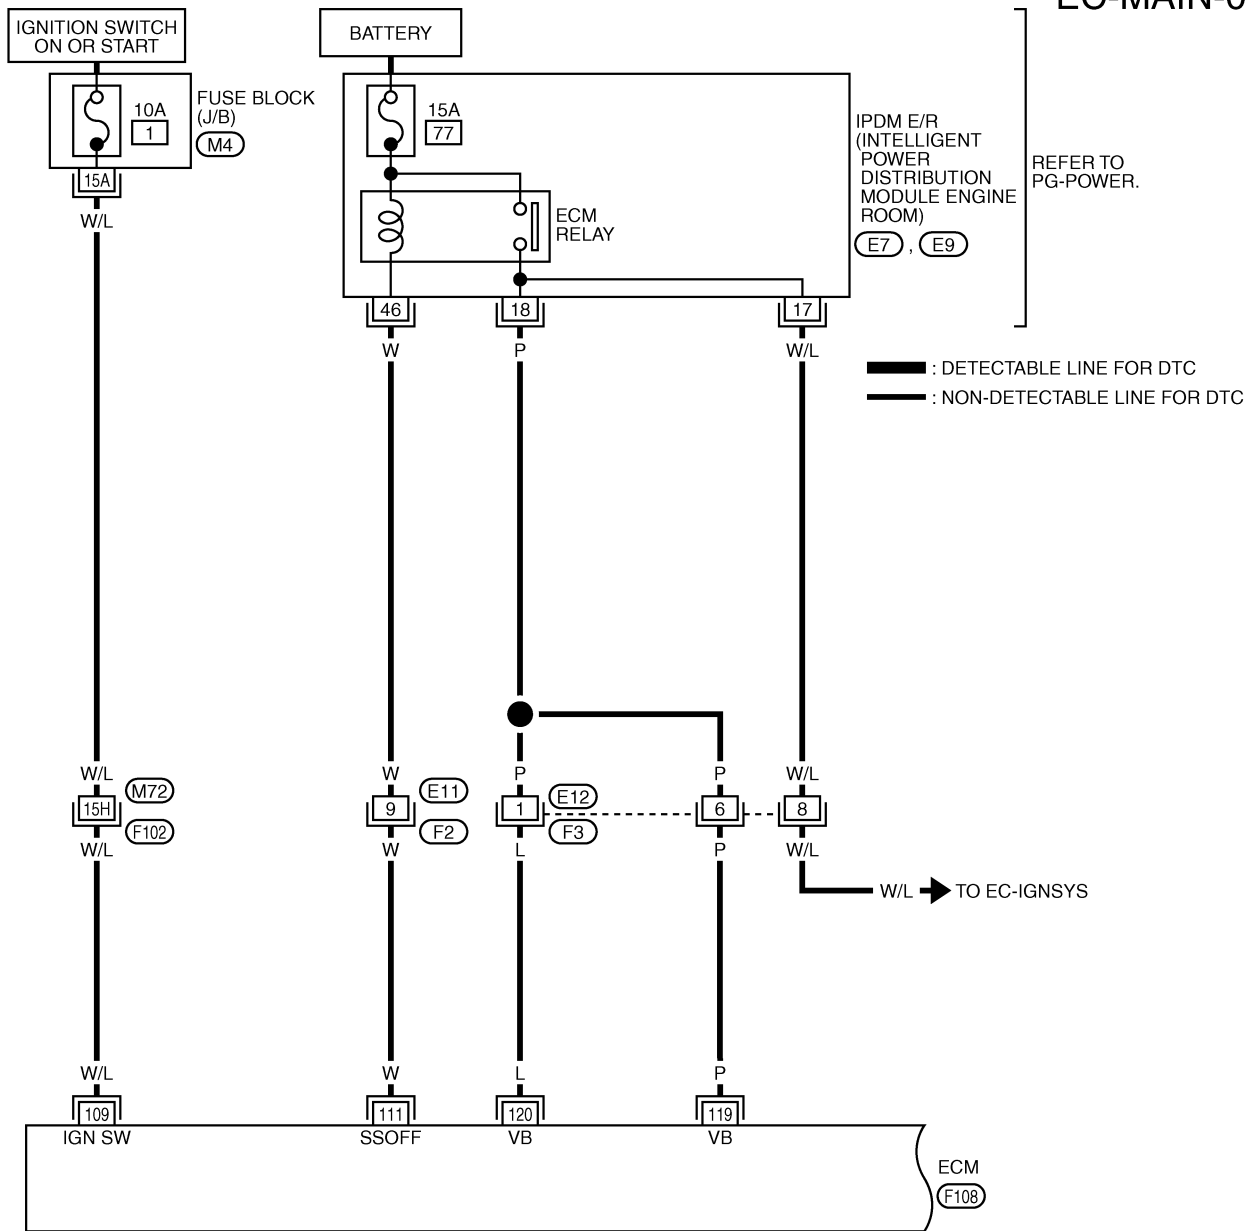 EC-MAIN-0
IGNITION SWITCH
ON OR START
BATTERY
10A
1
FUSE BLOCK
(J/B)
M4
15A
W/L
15A
77
ECM
RELAY
IPDM E/R
(INTELLIGENT
POWER
DISTRIBUTION
MODULE ENGINE
ROOM)
E7 , E9
REFER TO
PG-POWER.
46
18
17
W
P
W/L
: DETECTABLE LINE FOR DTC
: NON-DETECTABLE LINE FOR DTC
W/L
W
P
P
W/L
15H
M72
F102
9
E11
F2
1
E12
F3
6
8
W/L
W
L
P
W/L
W/L
TO EC-IGNSYS
W/L
W
L
P
109
111
120
119
IGN SW
SSOFF
VB
VB
ECM
F108